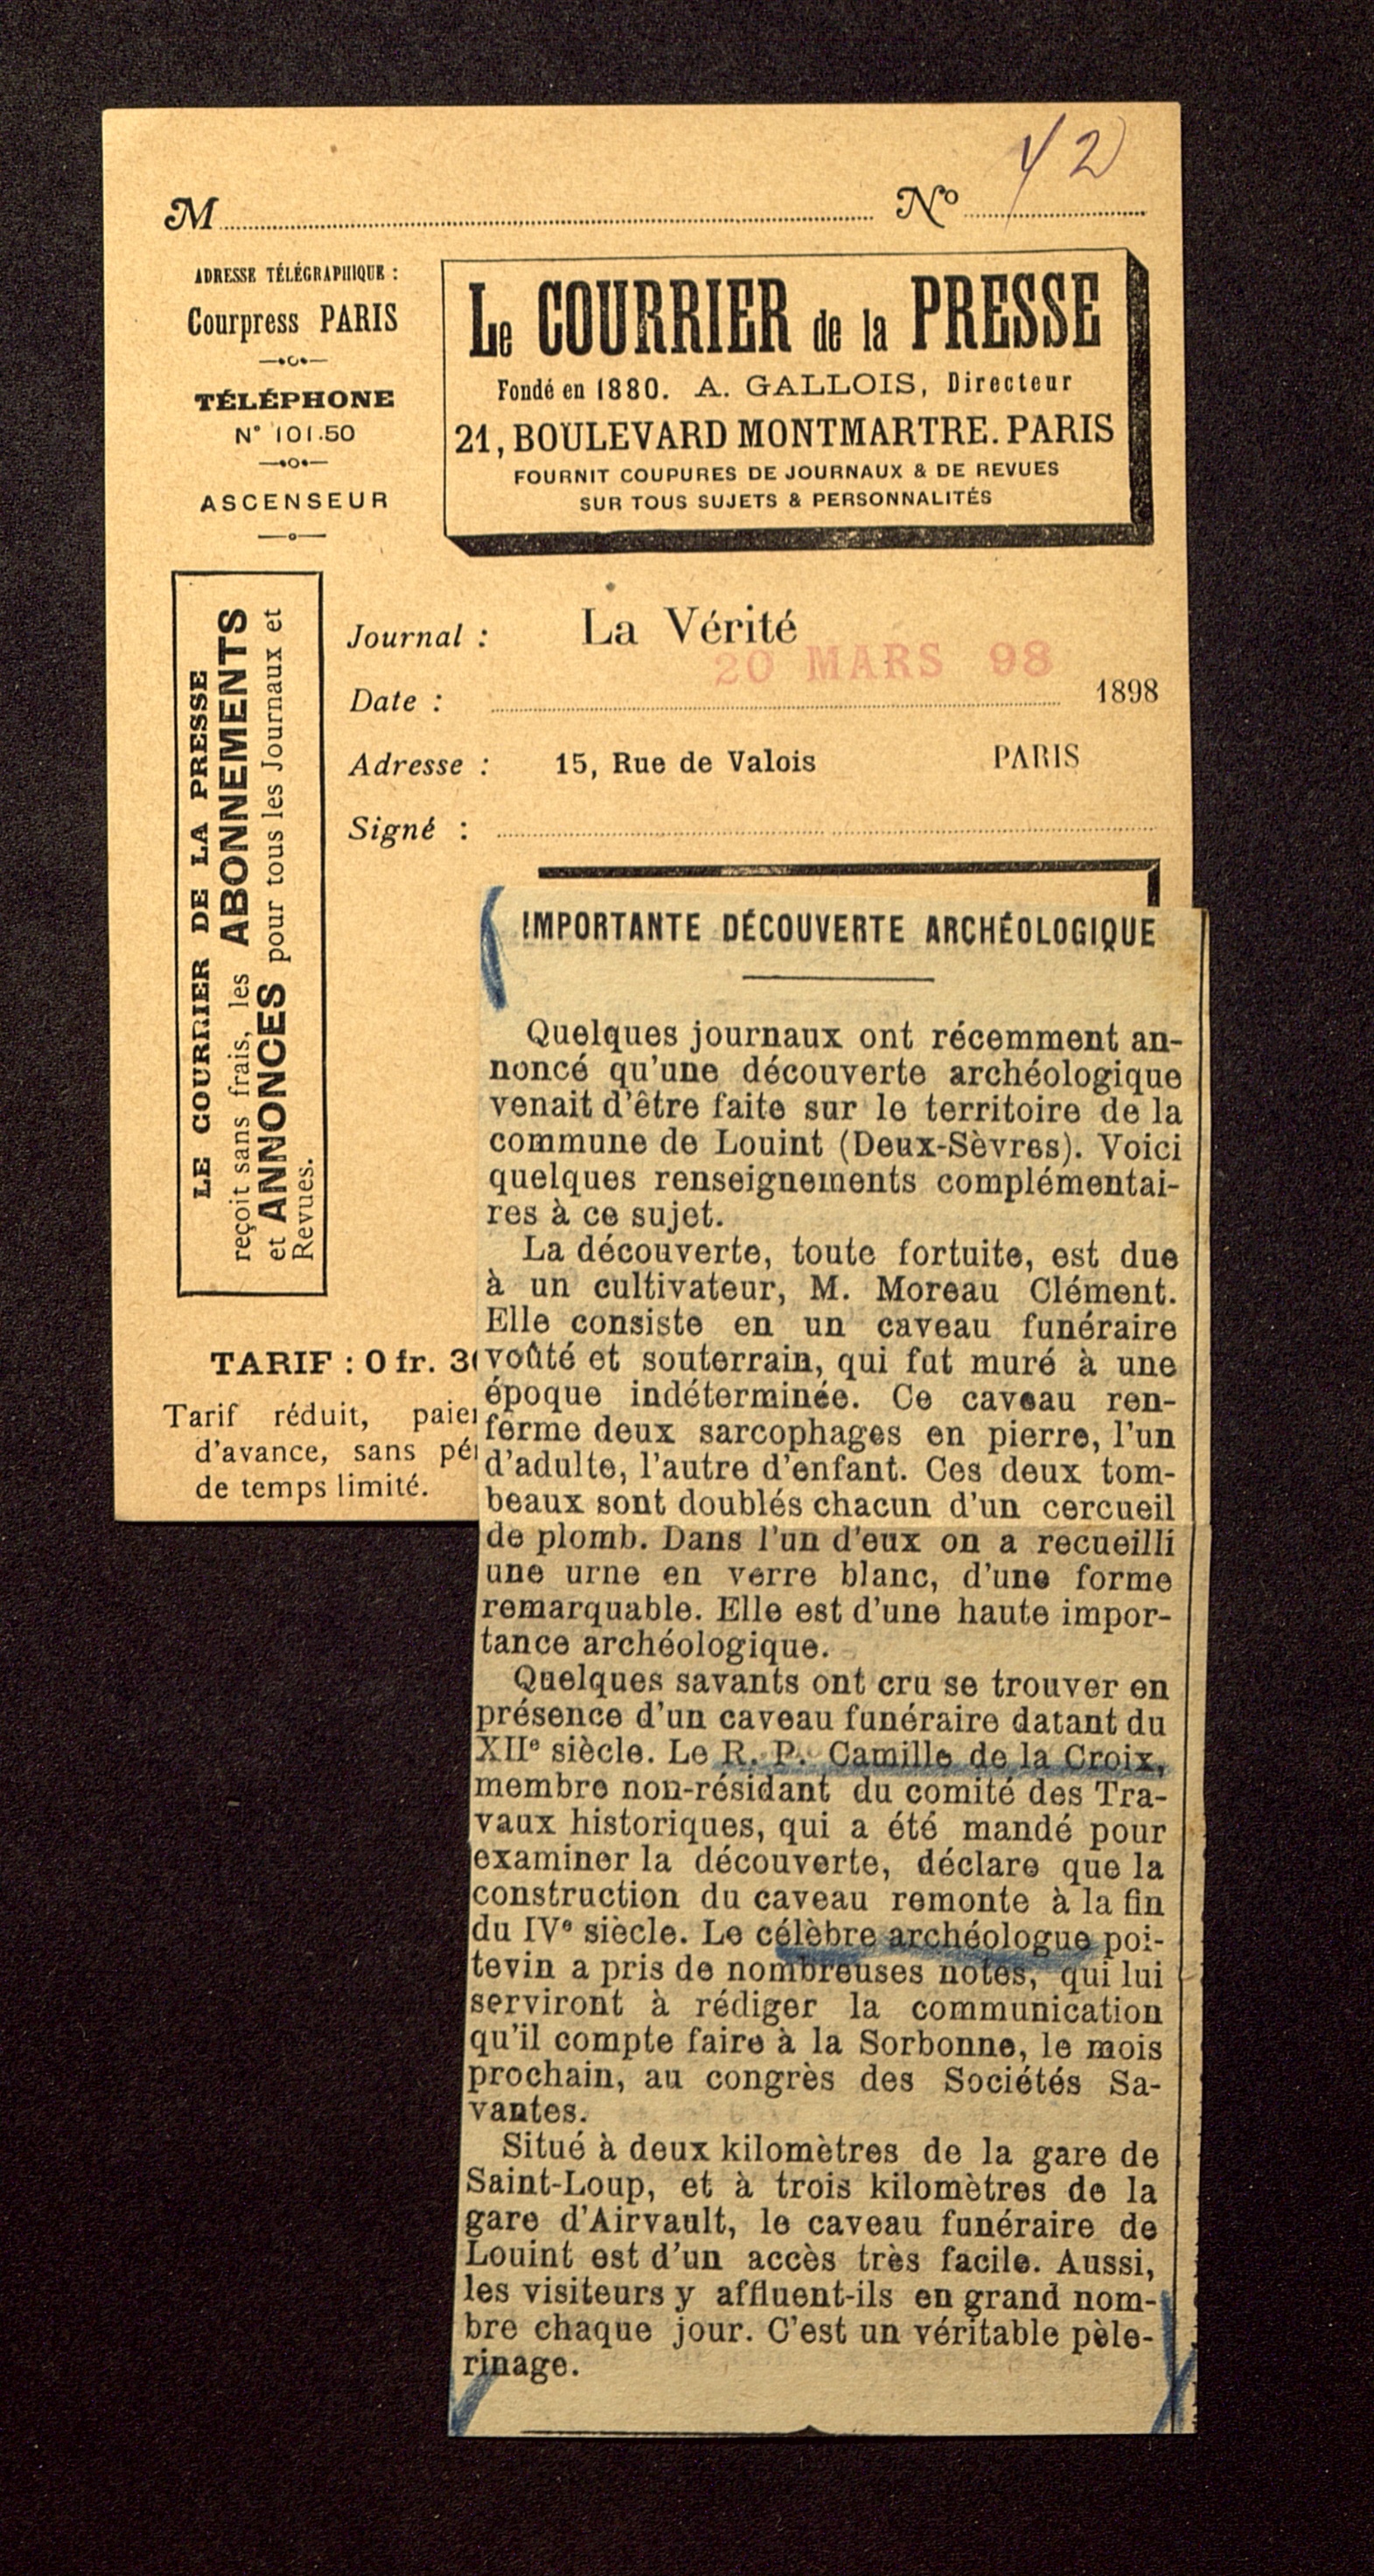 42
M
N°
ADRESSE TÉLÉGRAPHIQUE :
Courpress PARIS
TÉLÉPHONE
N° 101.50
ASCENSEUR
Le COURRIER de la PRESSE
Fondé en 1880. A. GALLOIS, Directeur
21, BOULEVARD MONTMARTRE. PARIS
FOURNIT COUPURES DE JOURNAUX & DE REVUES
SUR TOUS SUJETS & PERSONNALITÉS
LE COURRIER DE LA PRESSE
reçoit sans frais, les ABONNEMENTS
et ANNONCES pour tous les Journaux et
Revues.
Journal : La Vérité
20 MARS 98
Date : 1898
Adresse : 15, Rue de Valois PARIS
Signé :
TARIF : 0 fr. 3
Tarif réduit, paie
d'avance, sans pé
de temps limité.
IMPORTANTE DÉCOUVERTE ARCHÉOLOGIQUE
Quelques journaux ont récemment an-
noncé qu'une découverte archéologique
venait d'être faite sur le territoire de la
commune de Louint (Deux-Sèvres). Voici
quelques renseignements complémentai-
res à ce sujet.
La découverte, toute fortuite, est due
à un cultivateur, M. Moreau Clément.
Elle consiste en un caveau funéraire
voûté et souterrain, qui fut muré à une
époque indéterminée. Ce caveau ren-
ferme deux sarcophages en pierre, l'un
d'adulte, l'autre d'enfant. Ces deux tom-
beaux sont doublés chacun d'un cercueil
de plomb. Dans l'un d'eux on a recueilli
une urne en verre blanc, d'une forme
remarquable. Elle est d'une haute impor-
tance archéologique.
Quelques savants ont cru se trouver en
présence d'un caveau funéraire datant du
XIIe siècle. Le R. P. Camille de la Croix,
membre non-résidant du comité des Tra-
vaux historiques, qui a été mandé pour
examiner la découverte, déclare que la
construction du caveau remonte à la fin
du IVe siècle. Le célèbre archéologue poi-
tevin a pris de nombreuses notes, qui lui
serviront à rédiger la communication
qu'il compte faire à la Sorbonne, le mois
prochain, au congrès des Sociétés Sa-
vantes.
Situé à deux kilomètres de la gare de
Saint-Loup, et à trois kilomètres de la
gare d'Airvault, le caveau funéraire de
Louint est d'un accès très facile. Aussi,
les visiteurs y affluent-ils en grand nom-
bre chaque jour. C'est un véritable pèle-
rinage.